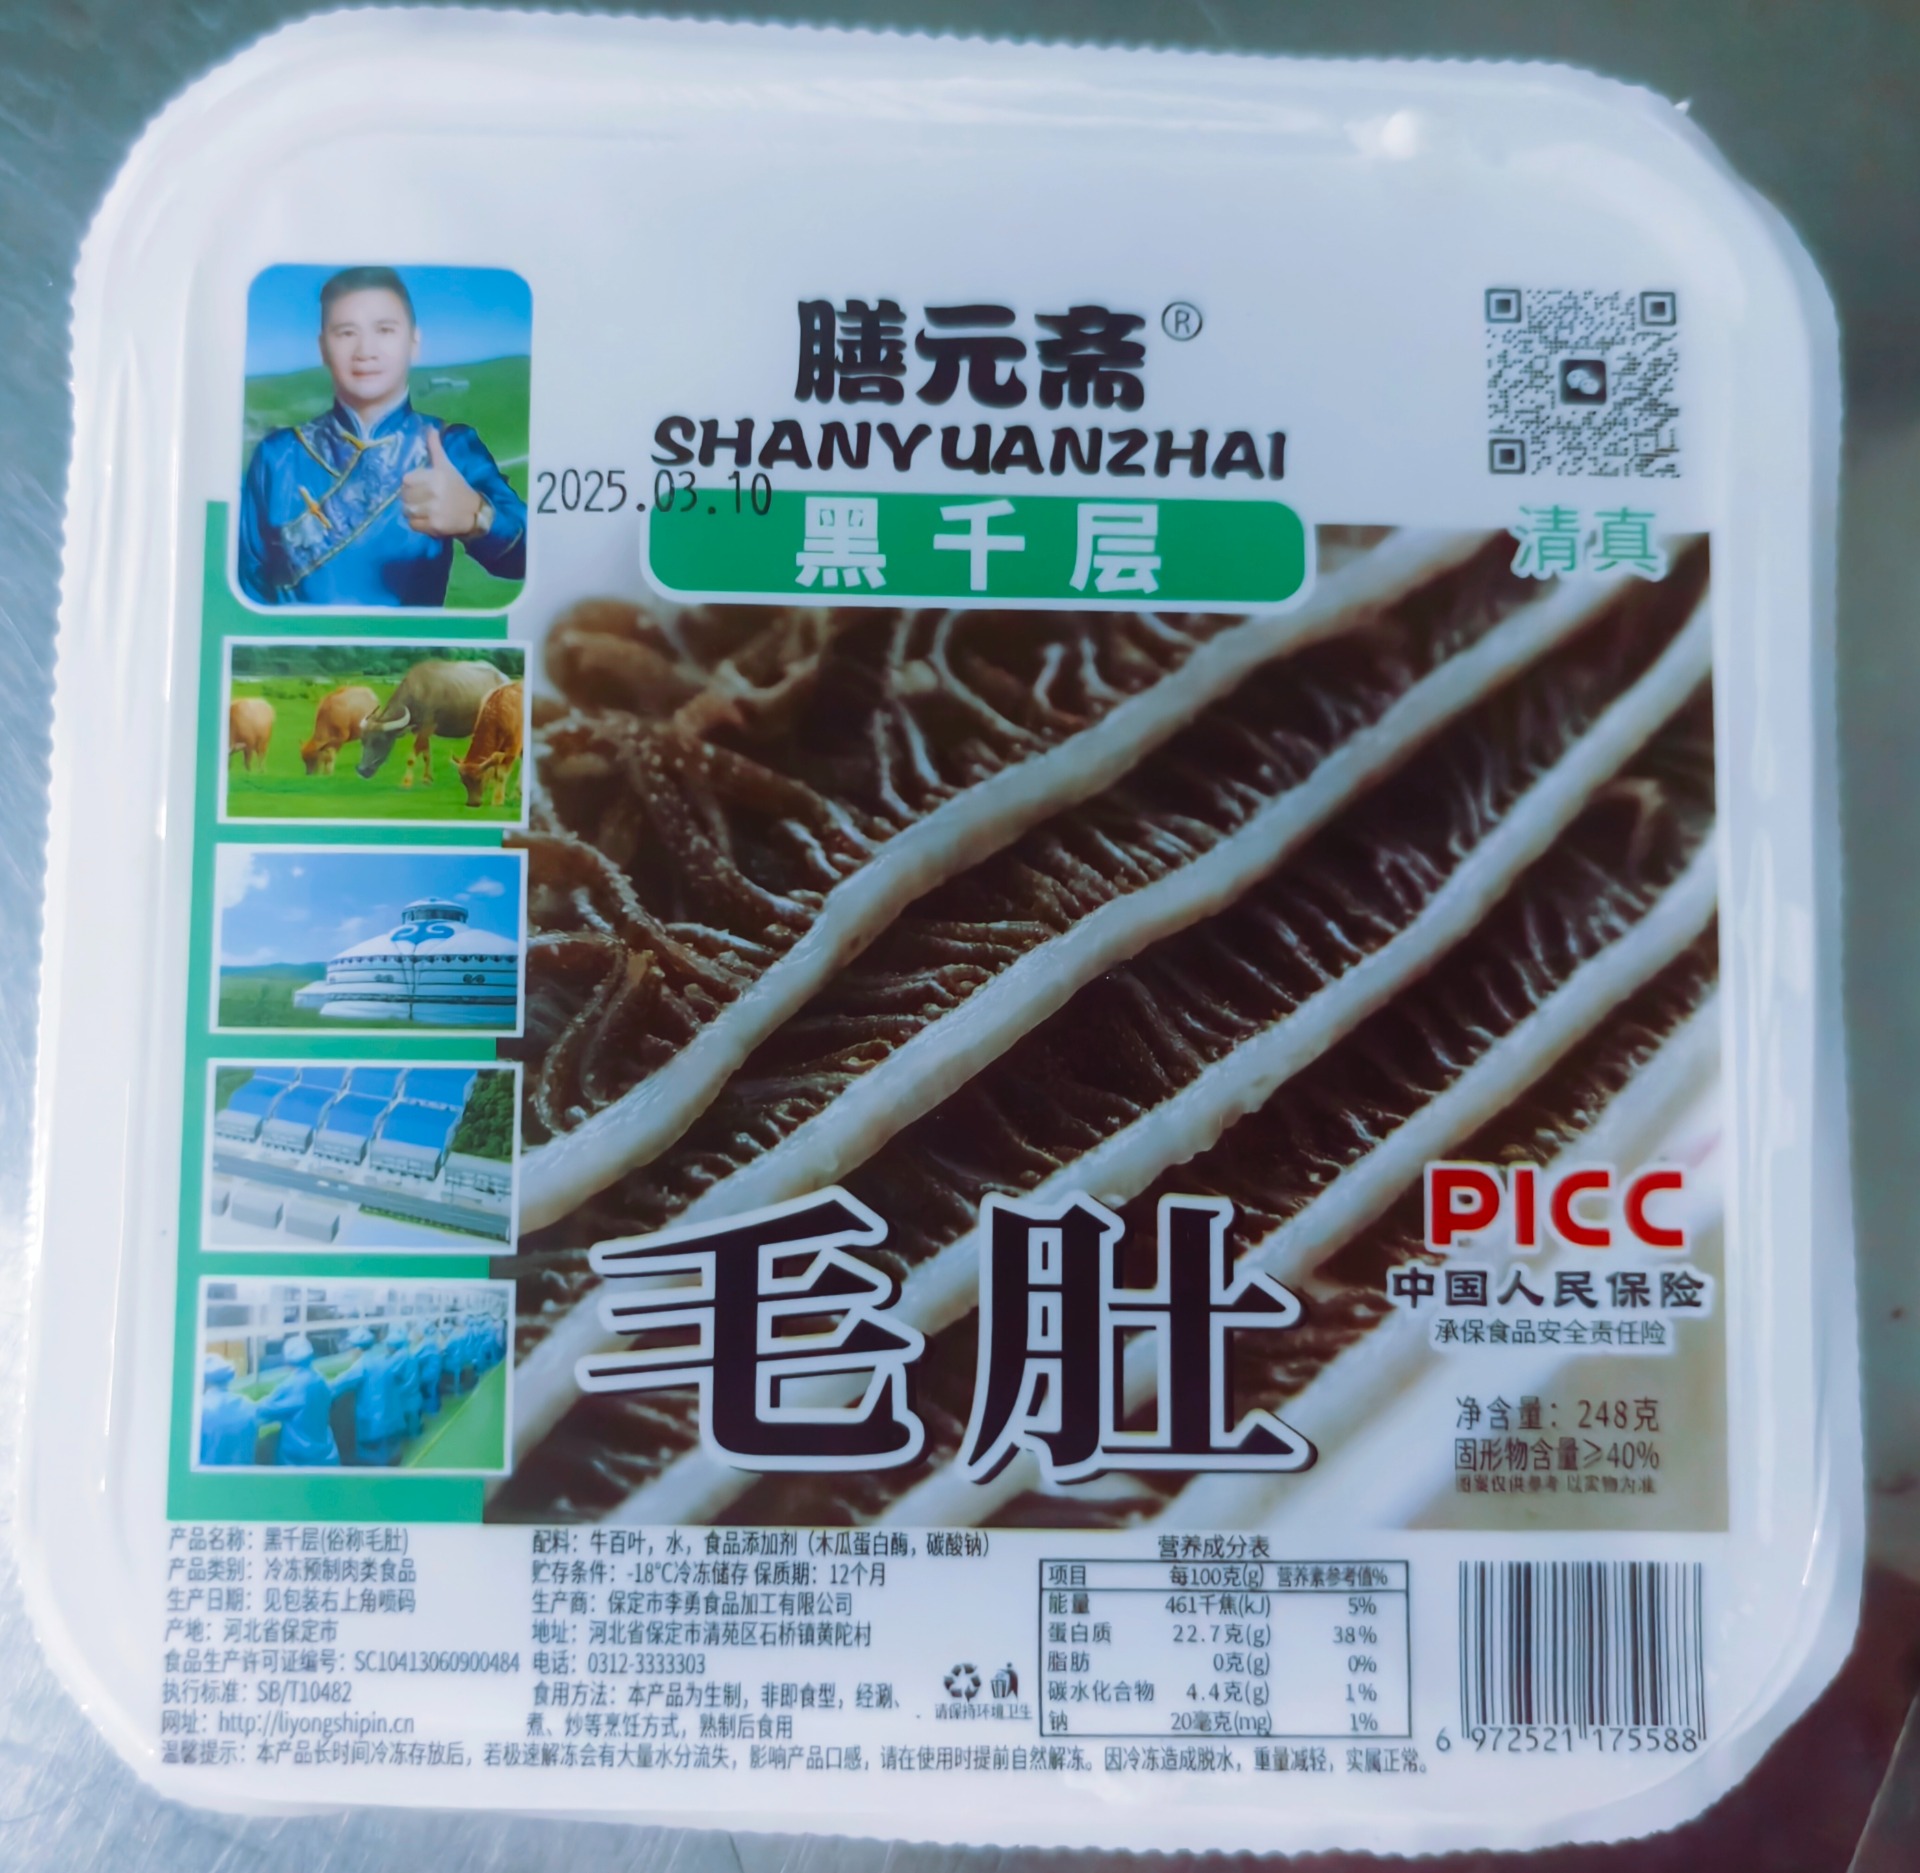 膳元斋®
SHANYUANZHAI
2025.03.10
黑千层
清真
毛肚
PICC
中国人民保险
承保食品安全责任险
净含量：248克
固形物含量≥40%
图案仅供参考 以实物为准
产品名称：黑千层(俗称毛肚)
产品类别：冷冻预制肉类食品
生产日期：见包装右上角喷码
产地：河北省保定市
食品生产许可证编号：SC10413060900484
执行标准：SB/T10482
网址：http://liyongshipin.cn
配料：牛百叶，水，食品添加剂（木瓜蛋白酶，碳酸钠）
贮存条件：-18°C冷冻储存 保质期：12个月
生产商：保定市李勇食品加工有限公司
地址：河北省保定市清苑区石桥镇黄陀村
电话：0312-3333303
食用方法：本产品为生制，非即食型，经涮、
煮、炒等烹饪方式，熟制后食用
请保持环境卫生
营养成分表
项目 每100克(g) 营养素参考值%
能量 461千焦(kJ) 5%
蛋白质 22.7克(g) 38%
脂肪 0克(g) 0%
碳水化合物 4.4克(g) 1%
钠 20毫克(mg) 1%
6 972521 175588
温馨提示：本产品长时间冷冻存放后，若极速解冻会有大量水分流失，影响产品口感，请在使用时提前自然解冻。因冷冻造成脱水，重量减轻，实属正常。